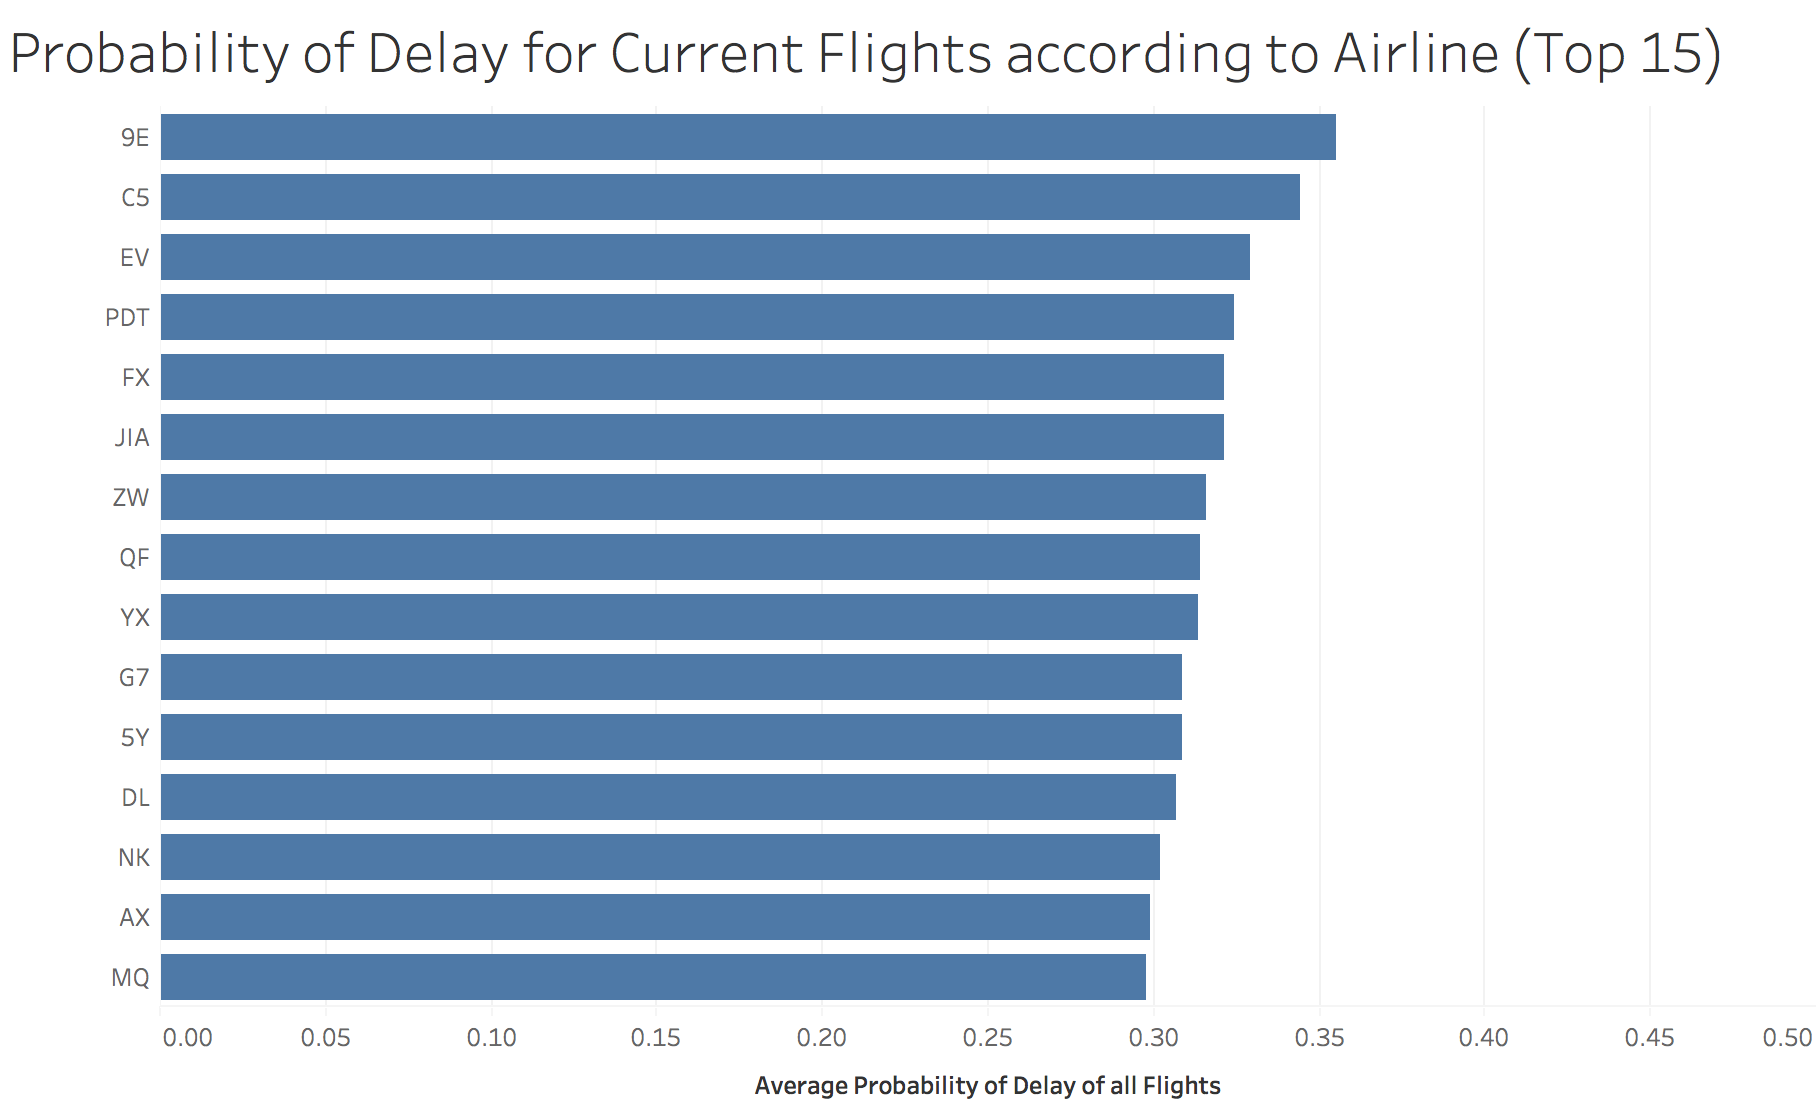 Probability of Delay for Current Flights according to Airline (Top 15)
9E
C5
EV
PDT
FX
JIA
ZW
QF
YX
G7
5Y
DL
NK
AX
MQ
0.00 0.05 0.10 0.15 0.20 0.25 0.30 0.35 0.40 0.45 0.50
Average Probability of Delay of all Flights